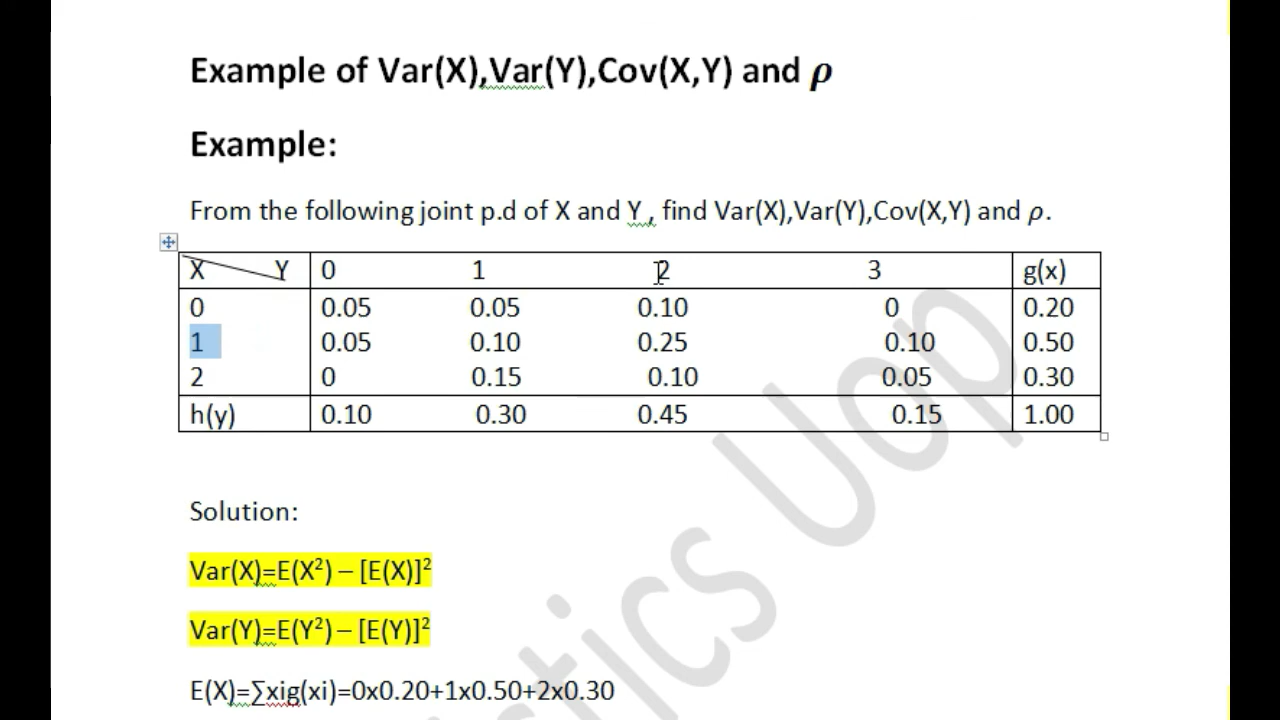 Example of Var(X),Var(Y),Cov(X,Y) and ρ
Example:
From the following joint p.d of X and Y , find Var(X),Var(Y),Cov(X,Y) and ρ.
X Y 0 1 2 3 g(x)
0 0.05 0.05 0.10 0 0.20
1 0.05 0.10 0.25 0.10 0.50
2 0 0.15 0.10 0.05 0.30
h(y) 0.10 0.30 0.45 0.15 1.00
Solution:
Var(X)=E(X²) – [E(X)]²
Var(Y)=E(Y²) – [E(Y)]²
E(X)=∑xig(xi)=0x0.20+1x0.50+2x0.30